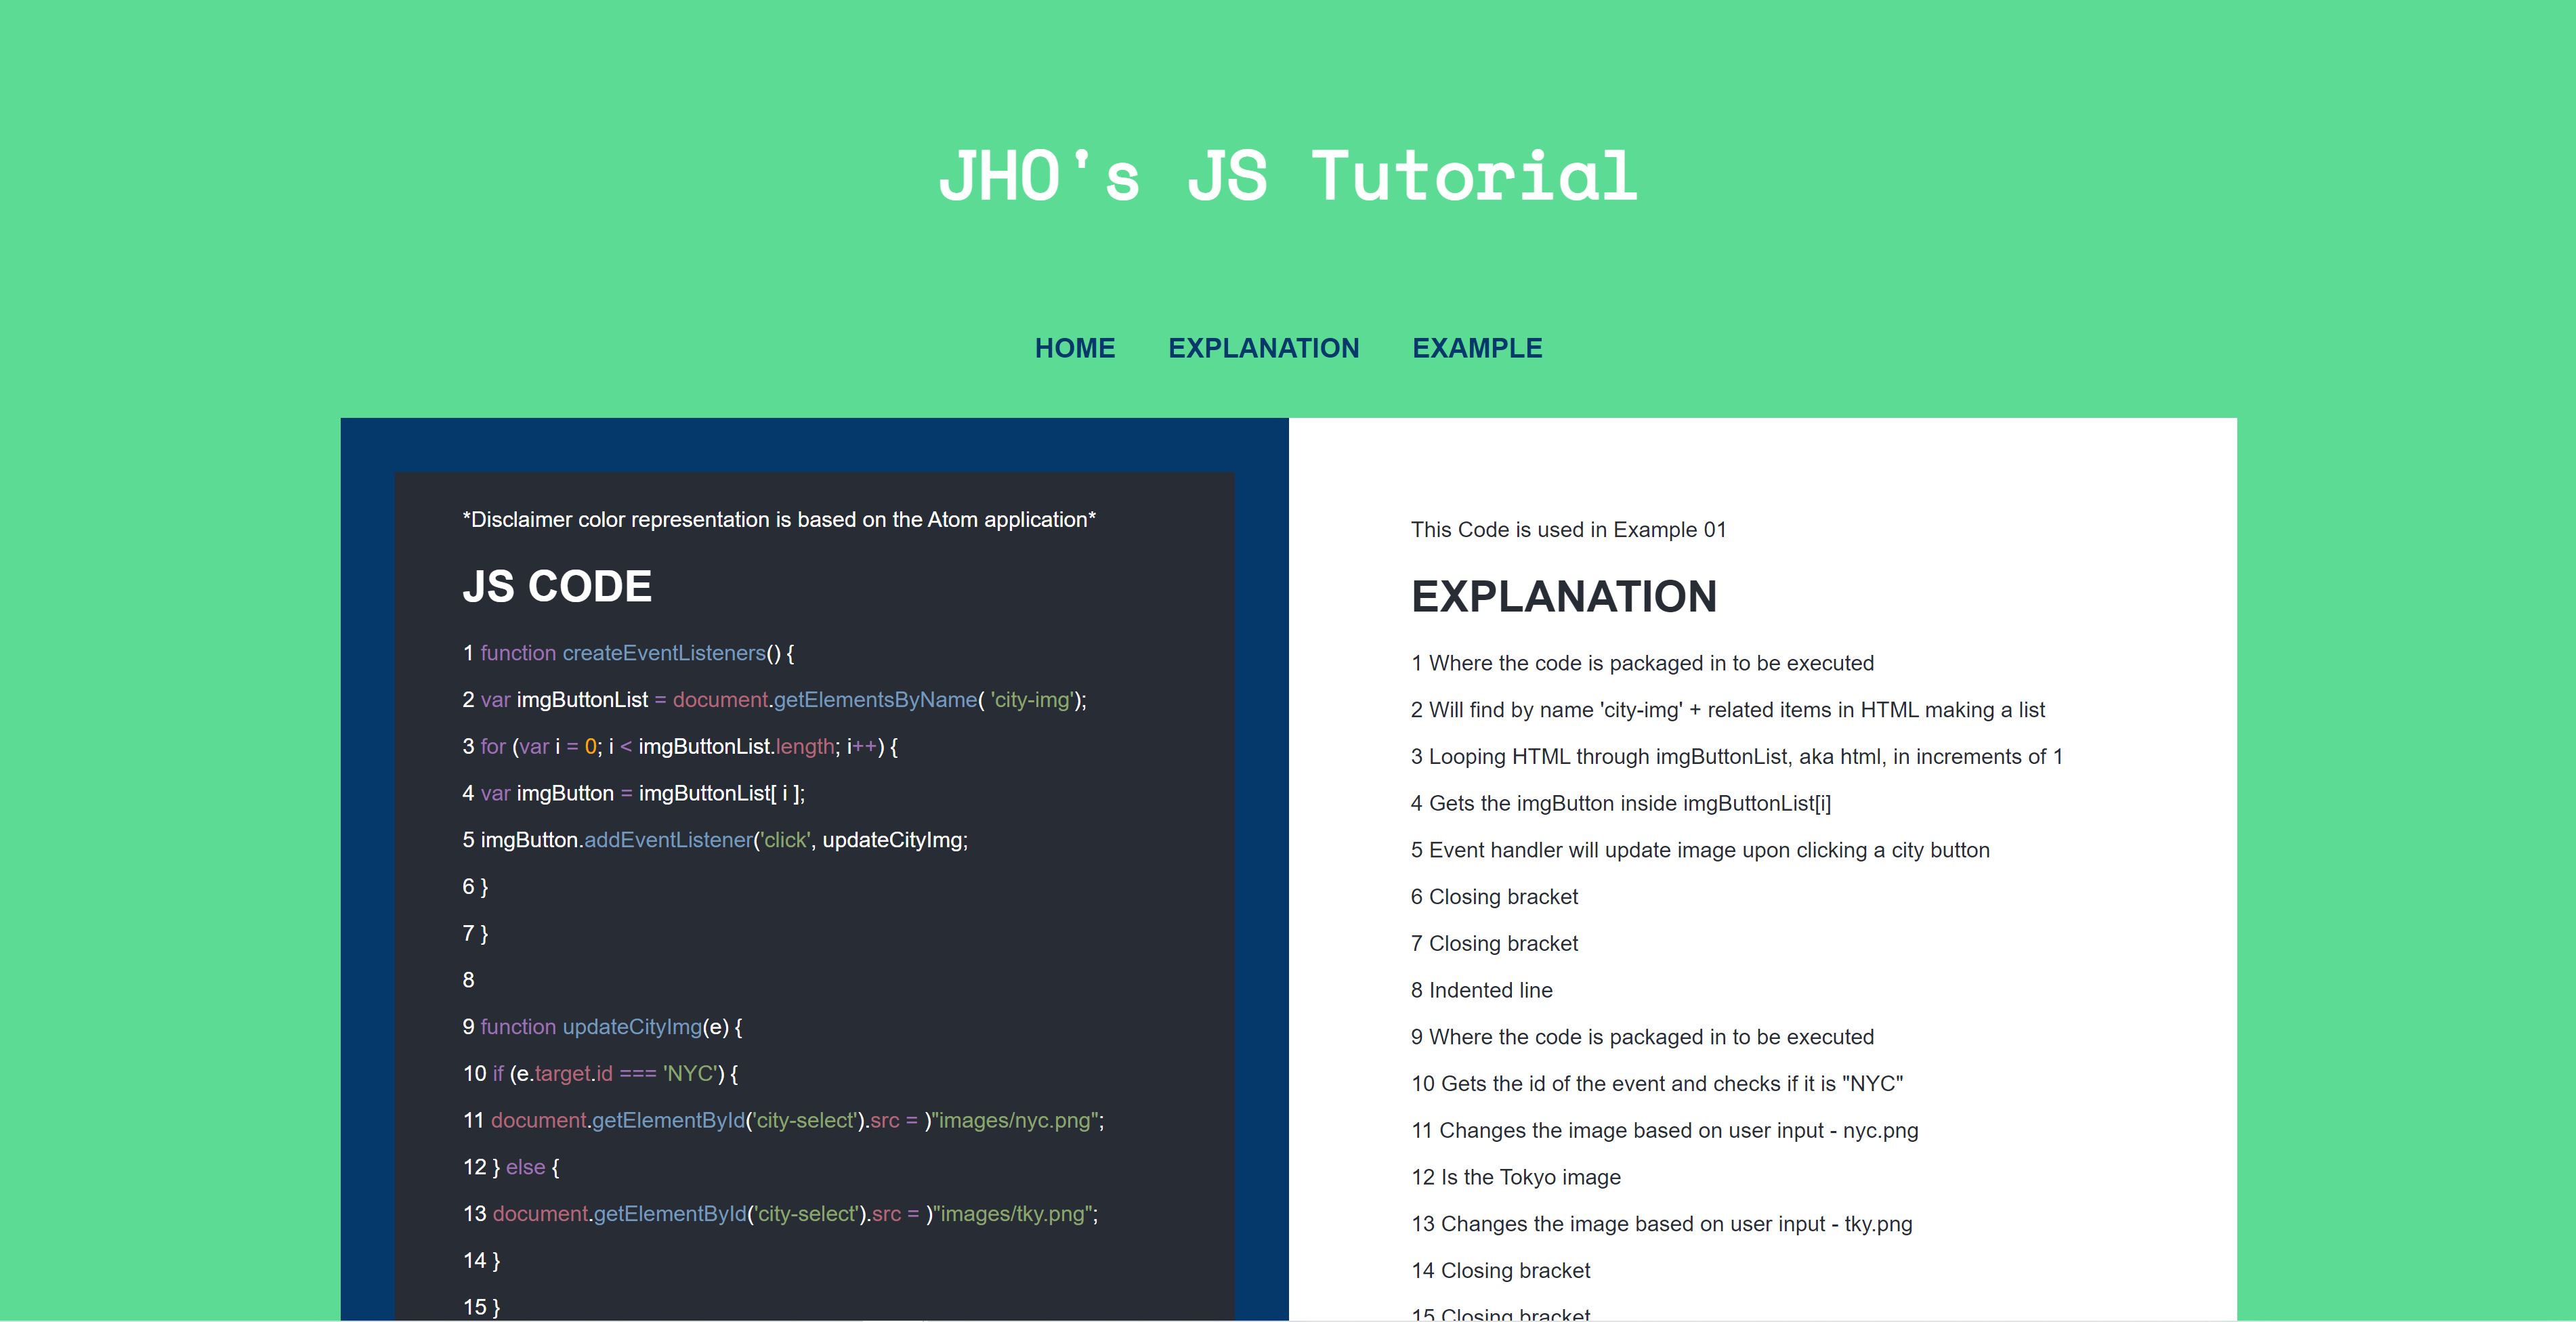 JHO's JS Tutorial
HOME EXPLANATION EXAMPLE
*Disclaimer color representation is based on the Atom application*
JS CODE
1 function createEventListeners() {
2 var imgButtonList = document.getElementsByName( 'city-img');
3 for (var i = 0; i < imgButtonList.length; i++) {
4 var imgButton = imgButtonList[ i ];
5 imgButton.addEventListener('click', updateCityImg;
6 }
7 }
8
9 function updateCityImg(e) {
10 if (e.target.id === 'NYC') {
11 document.getElementById('city-select').src = )"images/nyc.png";
12 } else {
13 document.getElementById('city-select').src = )"images/tky.png";
14 }
15 }
This Code is used in Example 01
EXPLANATION
1 Where the code is packaged in to be executed
2 Will find by name 'city-img' + related items in HTML making a list
3 Looping HTML through imgButtonList, aka html, in increments of 1
4 Gets the imgButton inside imgButtonList[i]
5 Event handler will update image upon clicking a city button
6 Closing bracket
7 Closing bracket
8 Indented line
9 Where the code is packaged in to be executed
10 Gets the id of the event and checks if it is "NYC"
11 Changes the image based on user input - nyc.png
12 Is the Tokyo image
13 Changes the image based on user input - tky.png
14 Closing bracket
15 Closing bracket